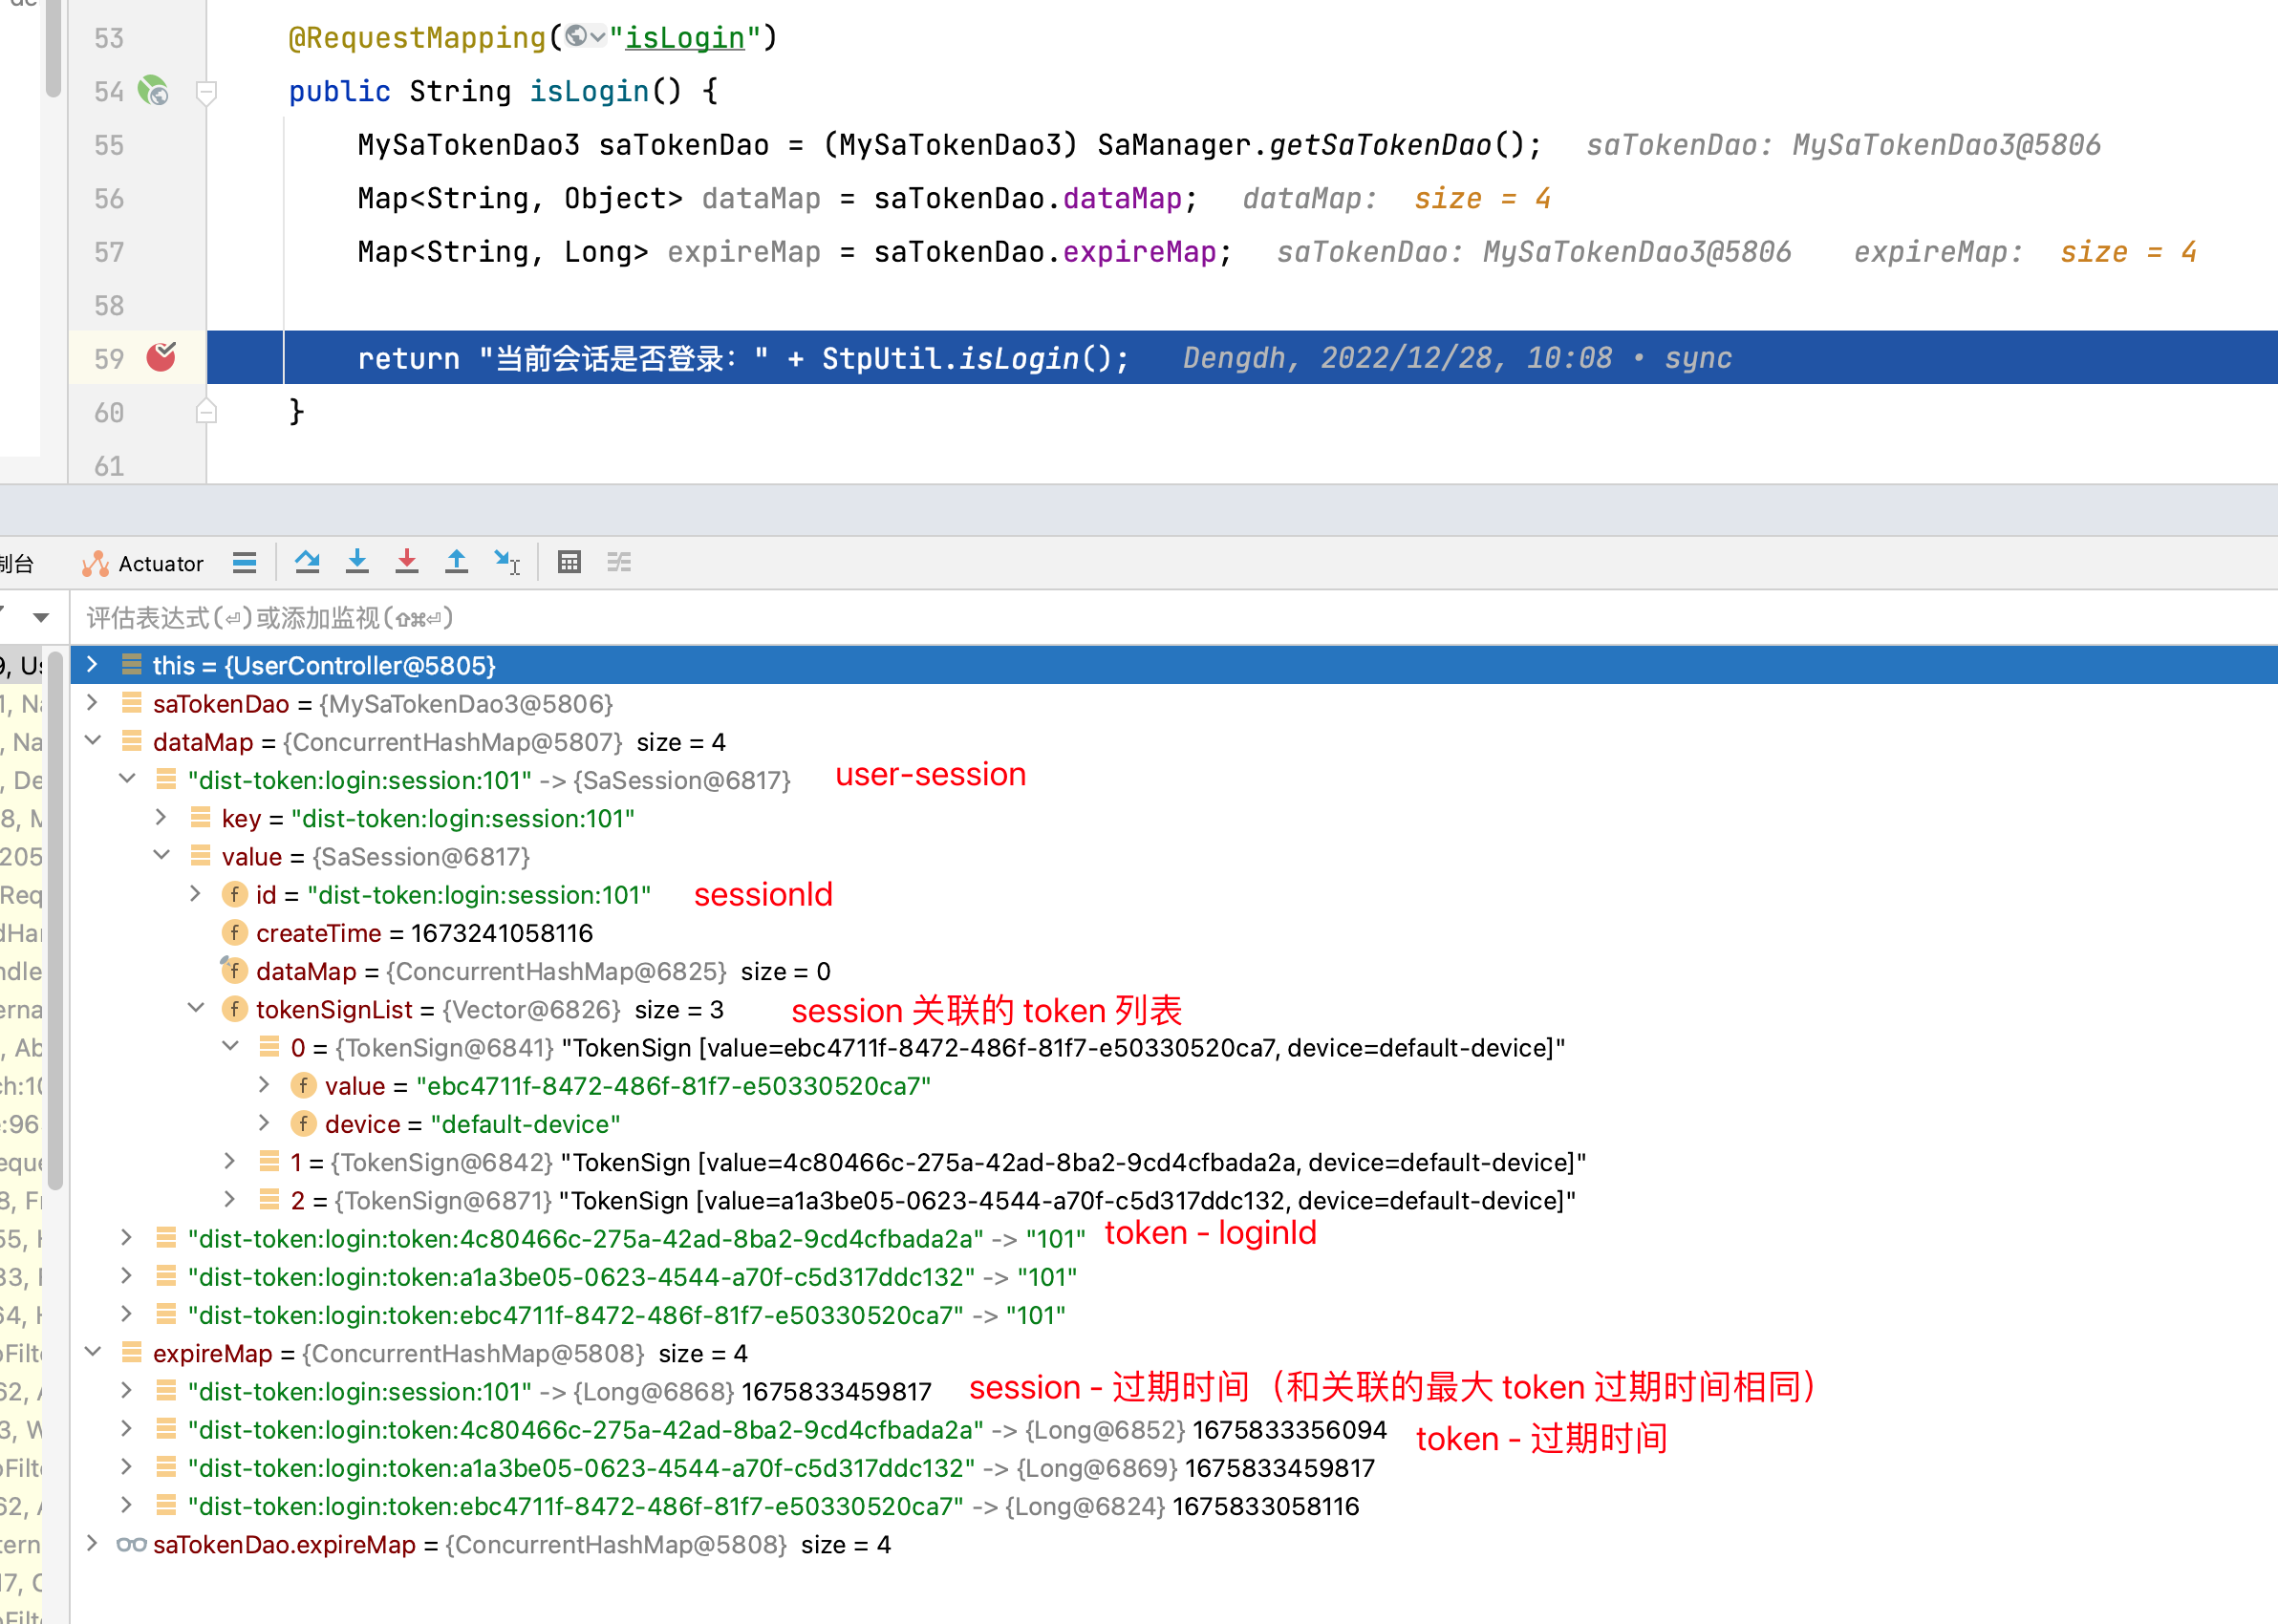 53 @RequestMapping("isLogin")
54 public String isLogin() {
55 MySaTokenDao3 saTokenDao = (MySaTokenDao3) SaManager.getSaTokenDao(); saTokenDao: MySaTokenDao3@5806
56 Map<String, Object> dataMap = saTokenDao.dataMap; dataMap: size = 4
57 Map<String, Long> expireMap = saTokenDao.expireMap; saTokenDao: MySaTokenDao3@5806 expireMap: size = 4
58
59 return "当前会话是否登录：" + StpUtil.isLogin(); Dengdh, 2022/12/28, 10:08 • sync
60 }
61
制台 Actuator
评估表达式(⏎)或添加监视(⇧⌘⏎)
this = {UserController@5805}
saTokenDao = {MySaTokenDao3@5806}
dataMap = {ConcurrentHashMap@5807} size = 4
"dist-token:login:session:101" -> {SaSession@6817} user-session
key = "dist-token:login:session:101"
value = {SaSession@6817}
id = "dist-token:login:session:101" sessionId
createTime = 1673241058116
dataMap = {ConcurrentHashMap@6825} size = 0
tokenSignList = {Vector@6826} size = 3 session 关联的 token 列表
0 = {TokenSign@6841} "TokenSign [value=ebc4711f-8472-486f-81f7-e50330520ca7, device=default-device]"
value = "ebc4711f-8472-486f-81f7-e50330520ca7"
device = "default-device"
1 = {TokenSign@6842} "TokenSign [value=4c80466c-275a-42ad-8ba2-9cd4cfbada2a, device=default-device]"
2 = {TokenSign@6871} "TokenSign [value=a1a3be05-0623-4544-a70f-c5d317ddc132, device=default-device]"
"dist-token:login:token:4c80466c-275a-42ad-8ba2-9cd4cfbada2a" -> "101" token - loginId
"dist-token:login:token:a1a3be05-0623-4544-a70f-c5d317ddc132" -> "101"
"dist-token:login:token:ebc4711f-8472-486f-81f7-e50330520ca7" -> "101"
expireMap = {ConcurrentHashMap@5808} size = 4
"dist-token:login:session:101" -> {Long@6868} 1675833459817 session - 过期时间（和关联的最大 token 过期时间相同）
"dist-token:login:token:4c80466c-275a-42ad-8ba2-9cd4cfbada2a" -> {Long@6852} 1675833356094 token - 过期时间
"dist-token:login:token:a1a3be05-0623-4544-a70f-c5d317ddc132" -> {Long@6869} 1675833459817
"dist-token:login:token:ebc4711f-8472-486f-81f7-e50330520ca7" -> {Long@6824} 1675833058116
saTokenDao.expireMap = {ConcurrentHashMap@5808} size = 4